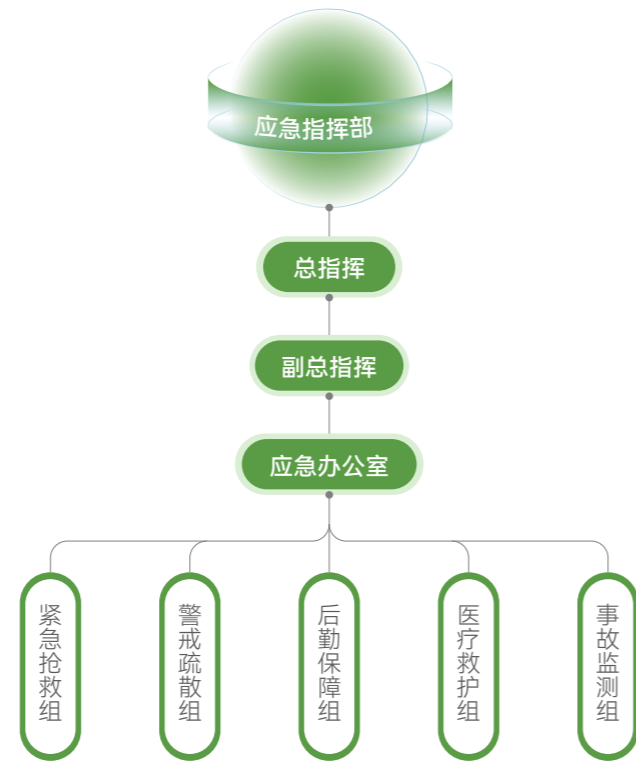 应急指挥部
总指挥
副总指挥
应急办公室
紧急抢救组
警戒疏散组
后勤保障组
医疗救护组
事故监测组